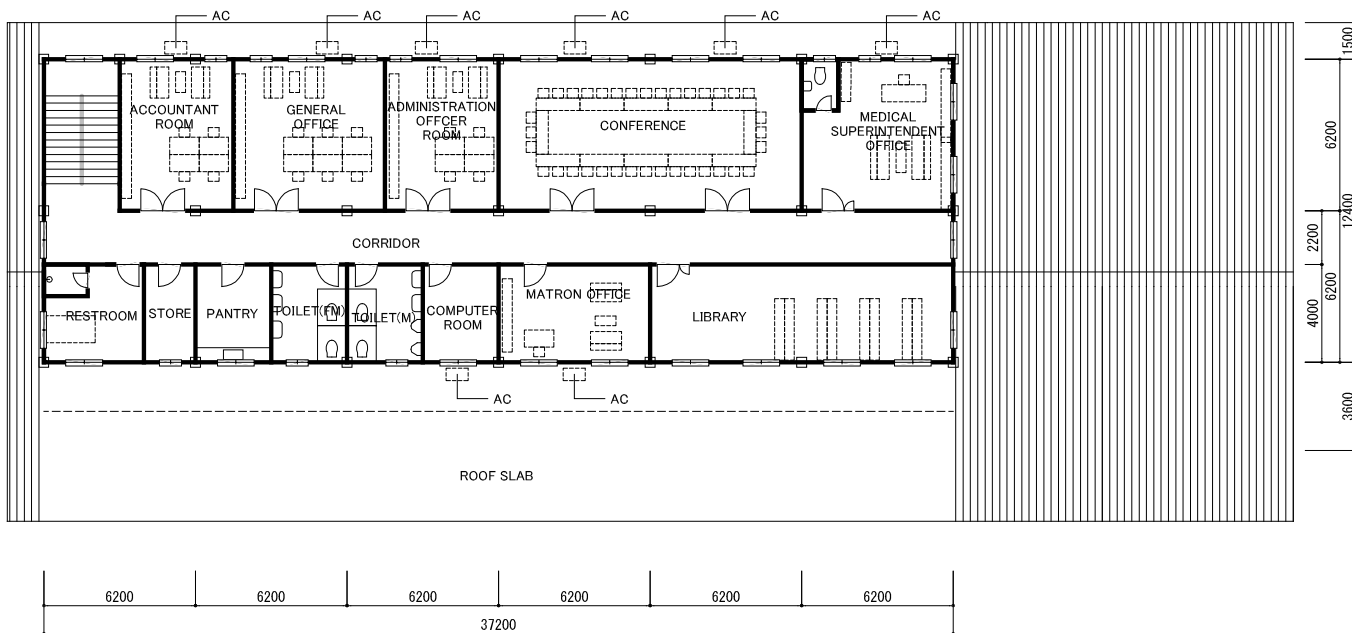 AC
AC
AC
AC
AC
AC
1500
ACCOUNTANT
ROOM
GENERAL
OFFICE
ADMINISTRATION
OFFCER
ROOM
CONFERENCE
MEDICAL
SUPERINTENDENT
OFFICE
6200
12400
CORRIDOR
2200
RESTROOM
STORE
PANTRY
TOILET(FM)
TOILET(M)
COMPUTER
ROOM
MATRON OFFICE
LIBRARY
4000
6200
AC
AC
3600
ROOF SLAB
6200
6200
6200
6200
6200
6200
37200